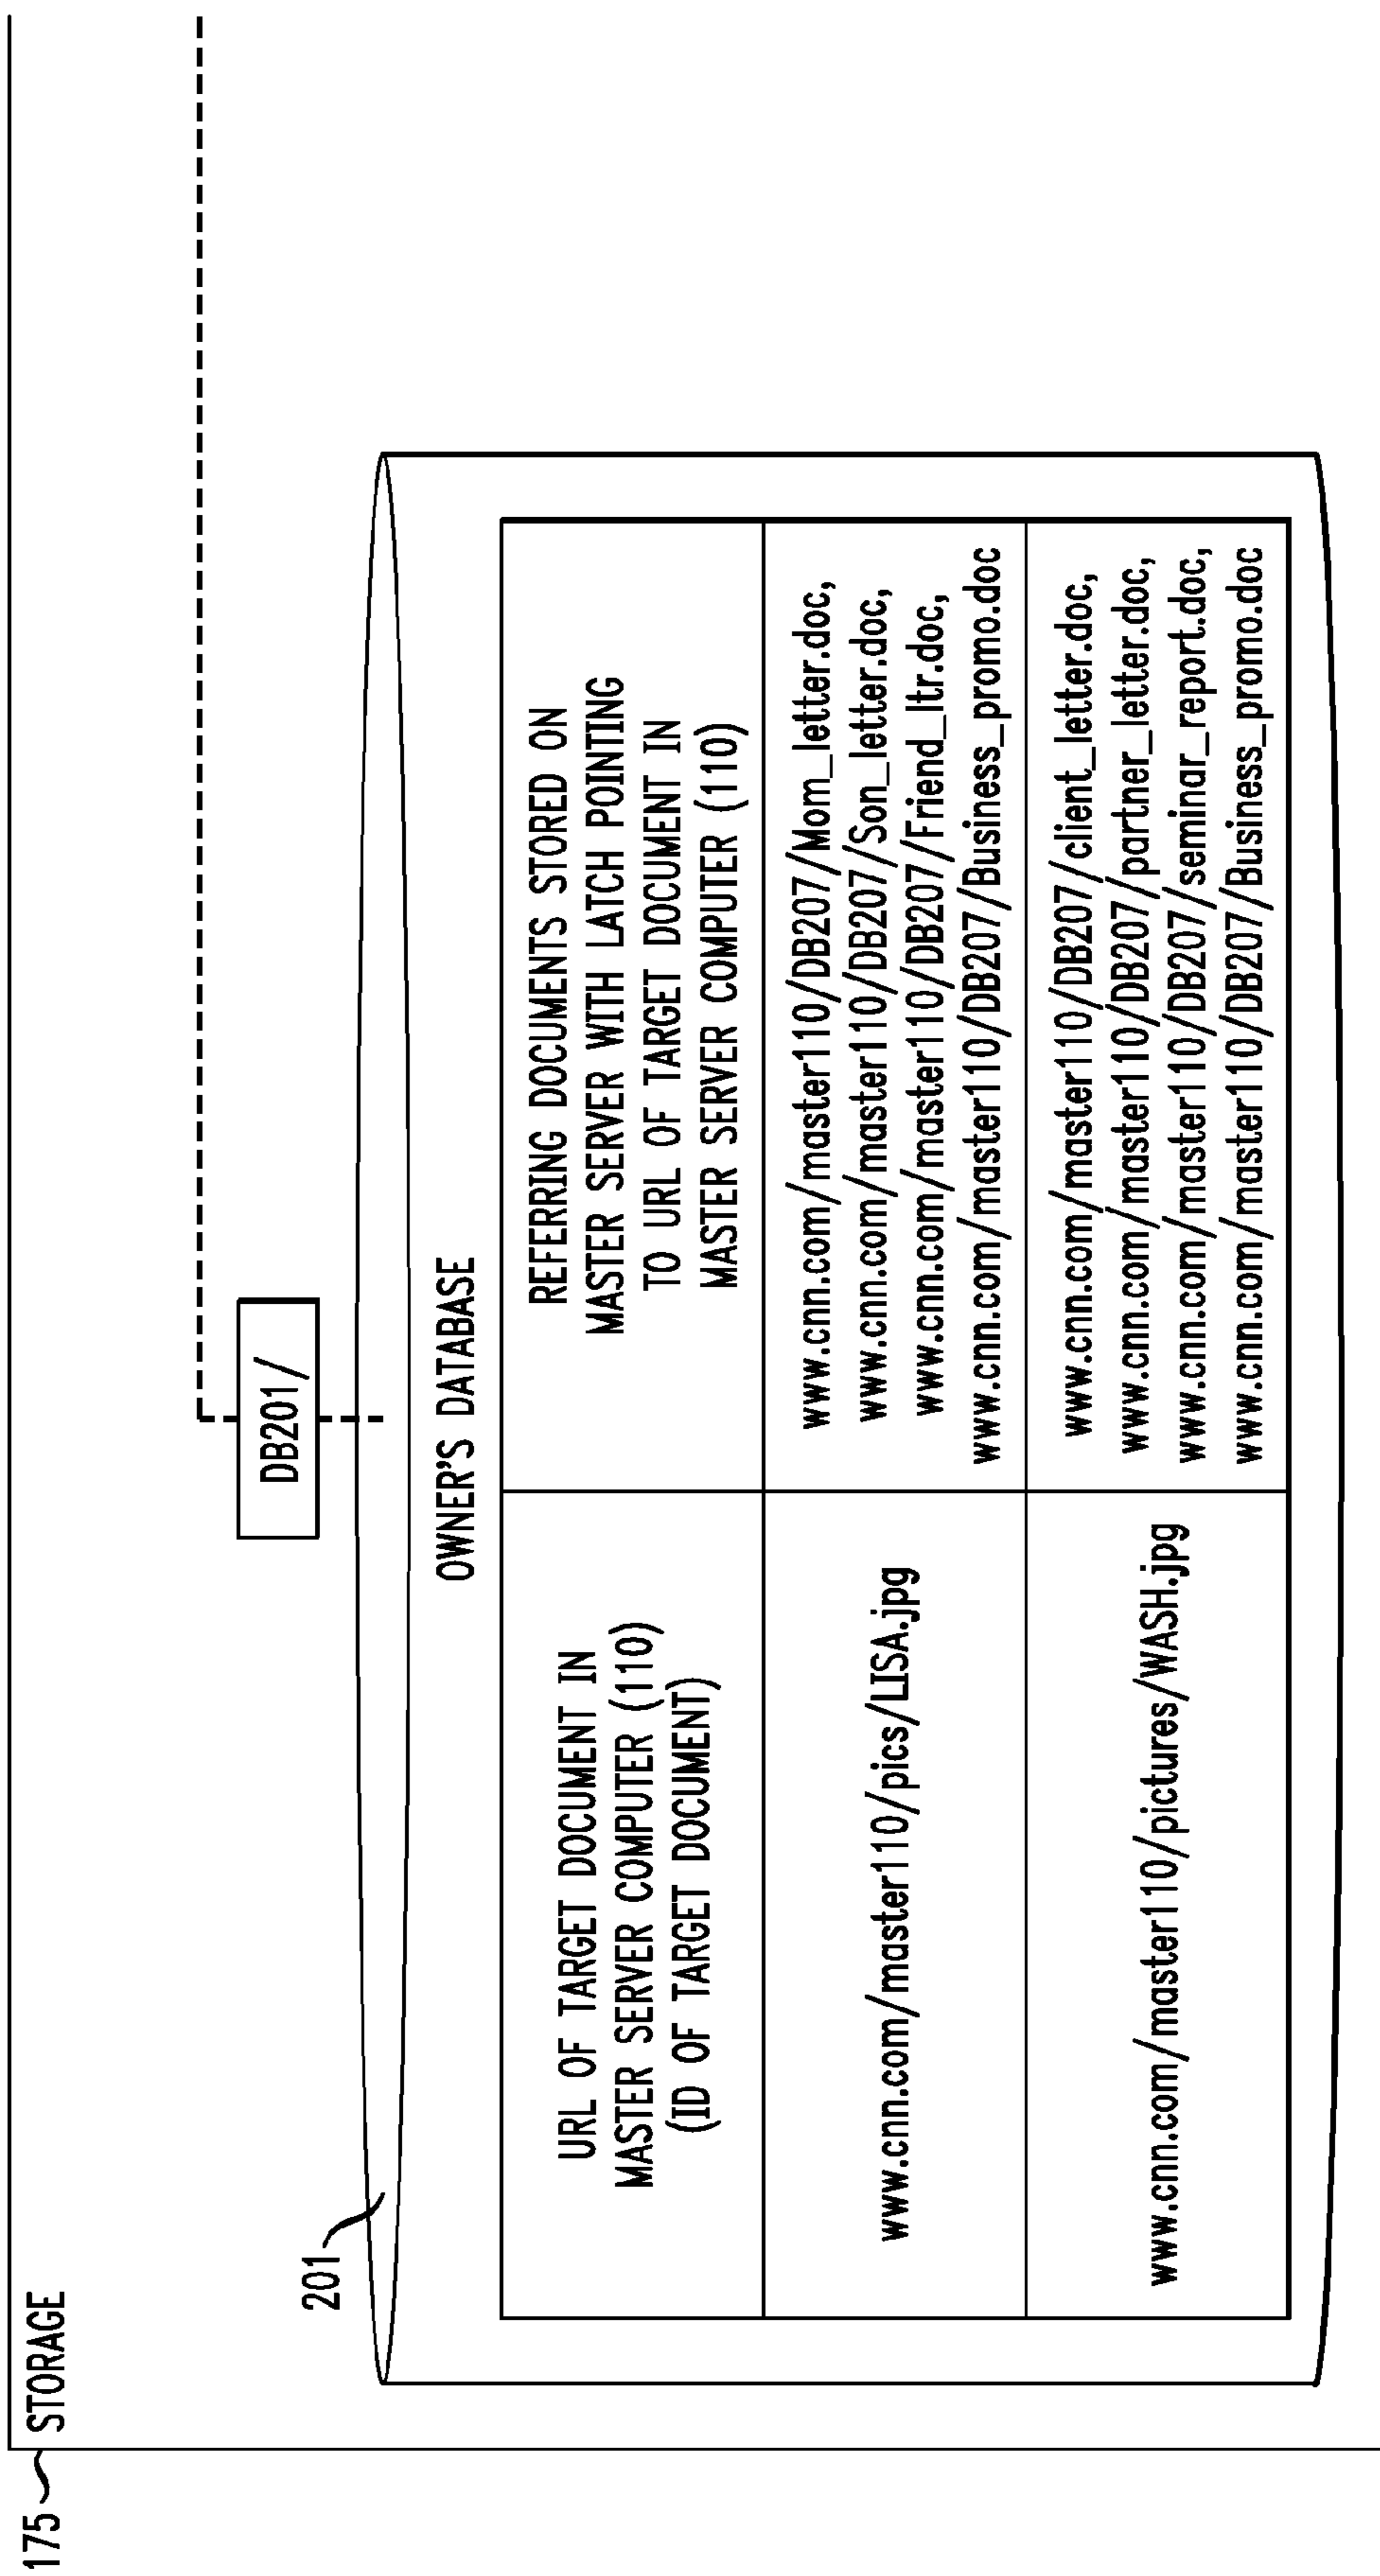 175
STORAGE
DB201/
201
OWNER'S DATABASE
URL OF TARGET DOCUMENT IN
MASTER SERVER COMPUTER (110)
(ID OF TARGET DOCUMENT)
REFERRING DOCUMENTS STORED ON
MASTER SERVER WITH LATCH POINTING
TO URL OF TARGET DOCUMENT IN
MASTER SERVER COMPUTER (110)
www.cnn.com/master110/pics/LISA.jpg
www.cnn.com/master110/DB207/Mom_letter.doc,
www.cnn.com/master110/DB207/Son_letter.doc,
www.cnn.com/master110/DB207/Friend_ltr.doc,
www.cnn.com/master110/DB207/Business_promo.doc
www.cnn.com/master110/pictures/WASH.jpg
www.cnn.com/master110/DB207/client_letter.doc,
www.cnn.com/master110/DB207/partner_letter.doc,
www.cnn.com/master110/DB207/seminar_report.doc,
www.cnn.com/master110/DB207/Business_promo.doc